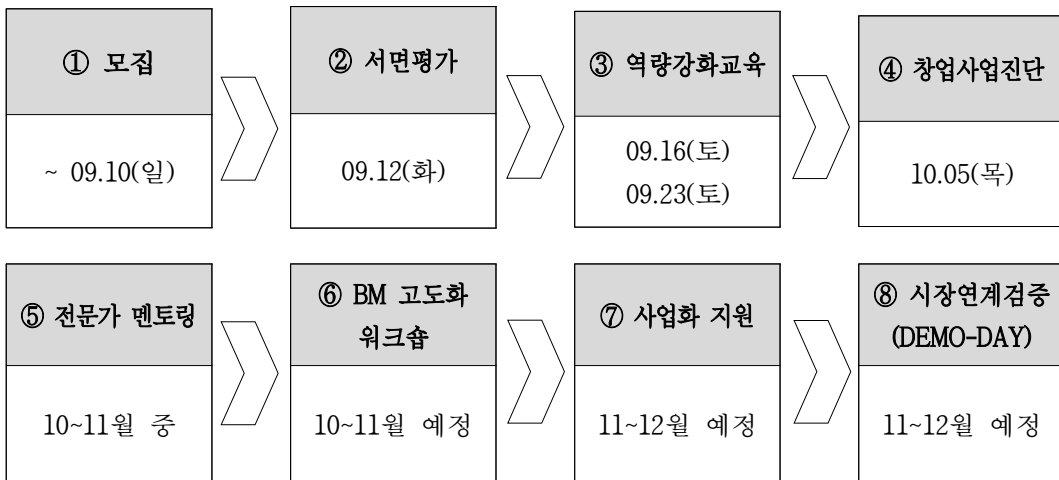 ① 모집
~ 09.10(일)
② 서면평가
09.12(화)
③ 역량강화교육
09.16(토)
09.23(토)
④ 창업사업진단
10.05(목)
⑤ 전문가 멘토링
10~11월 중
⑥ BM 고도화
워크숍
10~11월 예정
⑦ 사업화 지원
11~12월 예정
⑧ 시장연계검증
(DEMO-DAY)
11~12월 예정